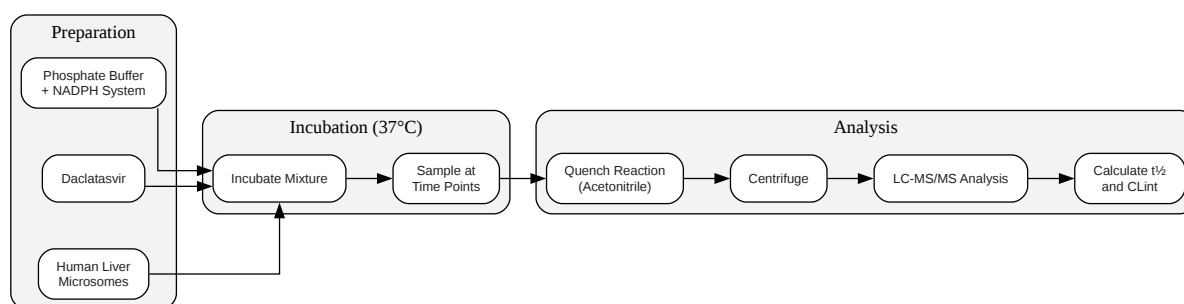 Preparation
Phosphate Buffer
+ NADPH System
Daclatasvir
Human Liver
Microsomes
Incubation (37°C)
Incubate Mixture
Sample at
Time Points
Analysis
Quench Reaction
(Acetonitrile)
Centrifuge
LC-MS/MS Analysis
Calculate t½
and CLint